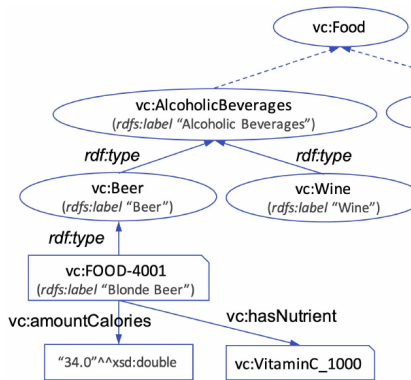 vc:Food
vc:AlcoholicBeverages
(rdfs:label “Alcoholic Beverages”)
rdf:type
rdf:type
vc:Beer
(rdfs:label “Beer”)
vc:Wine
(rdfs:label “Wine”)
rdf:type
vc:FOOD-4001
(rdfs:label “Blonde Beer”)
vc:amountCalories
vc:hasNutrient
“34.0”^^xsd:double
vc:VitaminC_1000